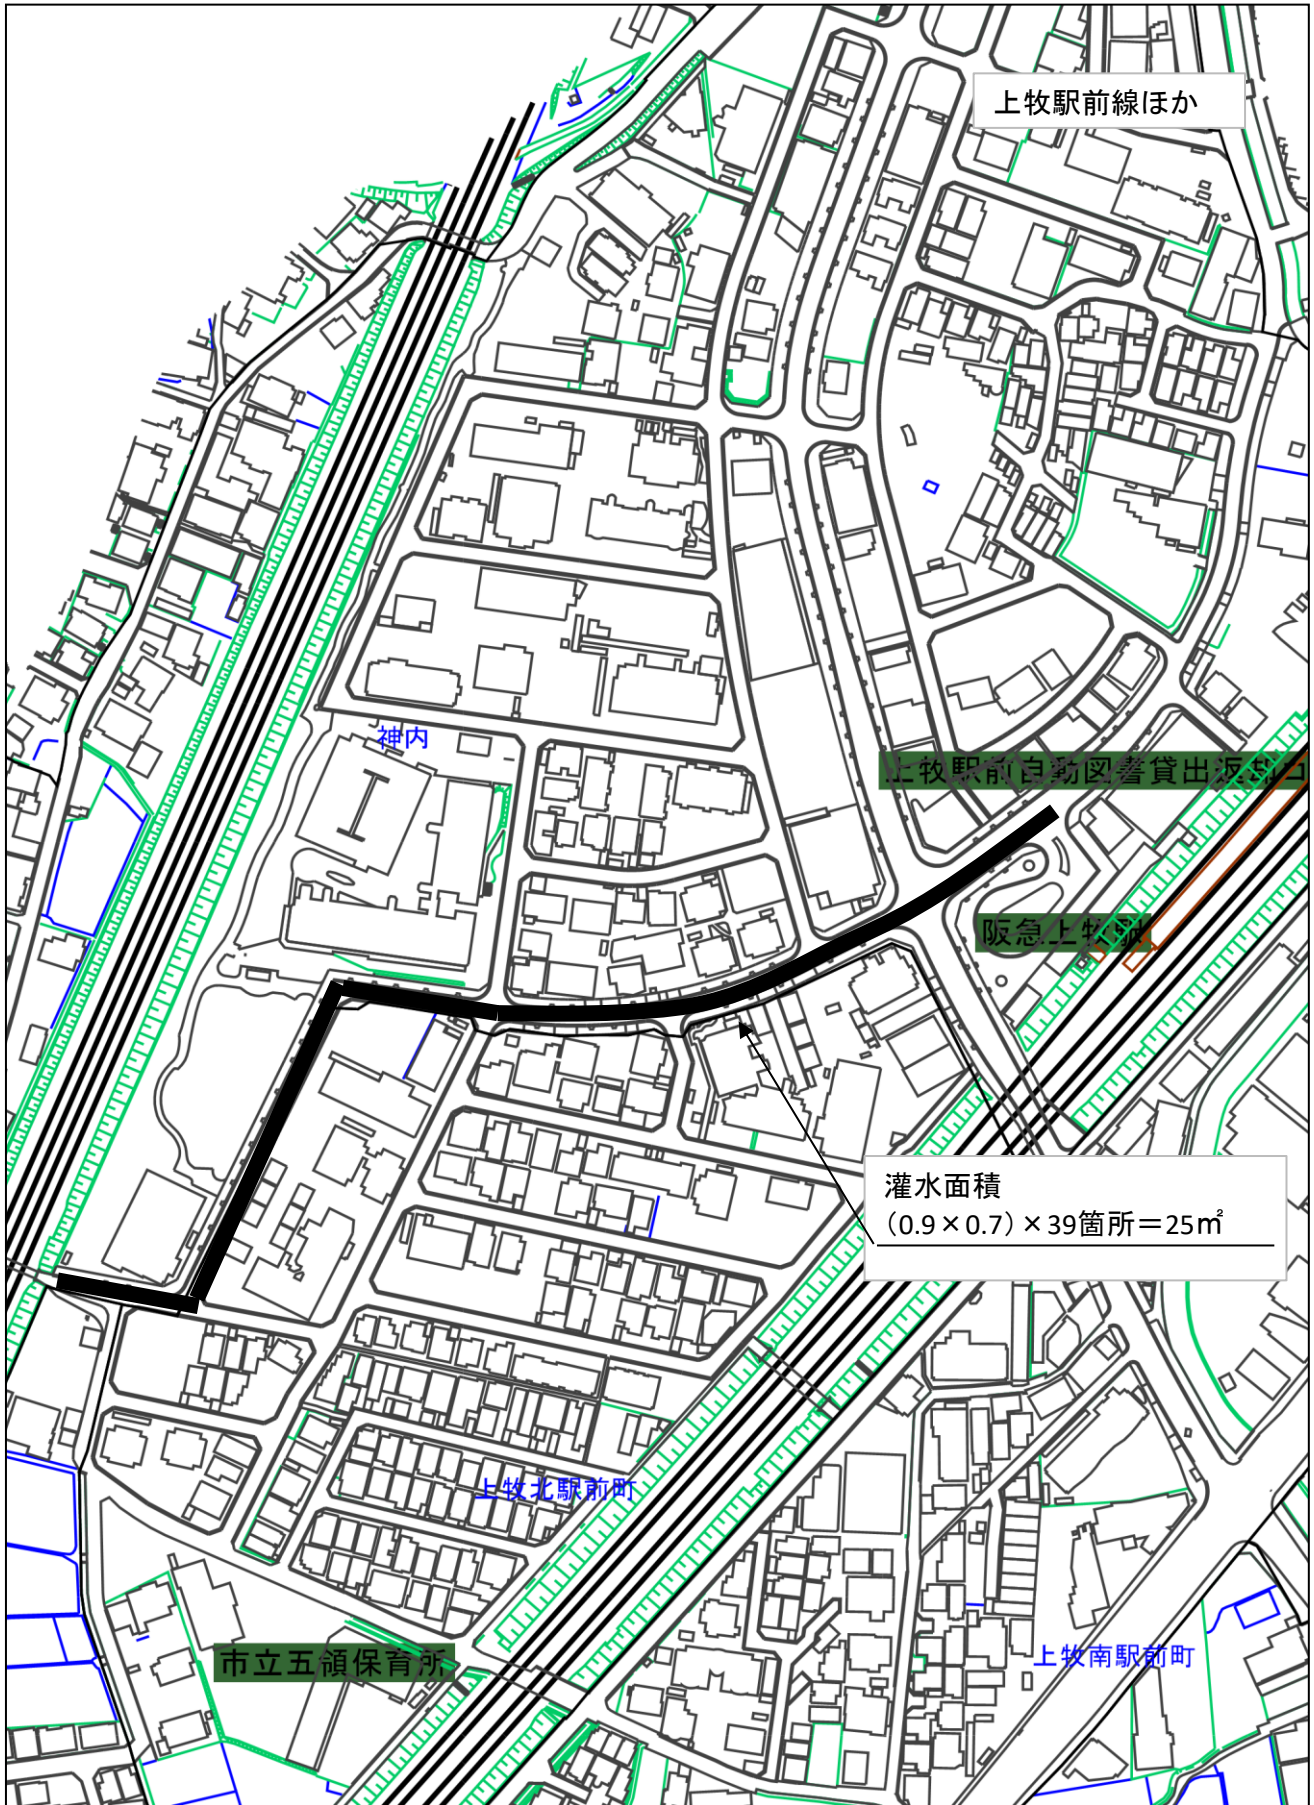 上牧駅前線ほか
神内
上牧駅前自動図書貸出返却
阪急上牧駅
灌水面積
(0.9×0.7)×39箇所＝25㎡
上牧北駅前町
市立五領保育所
上牧南駅前町